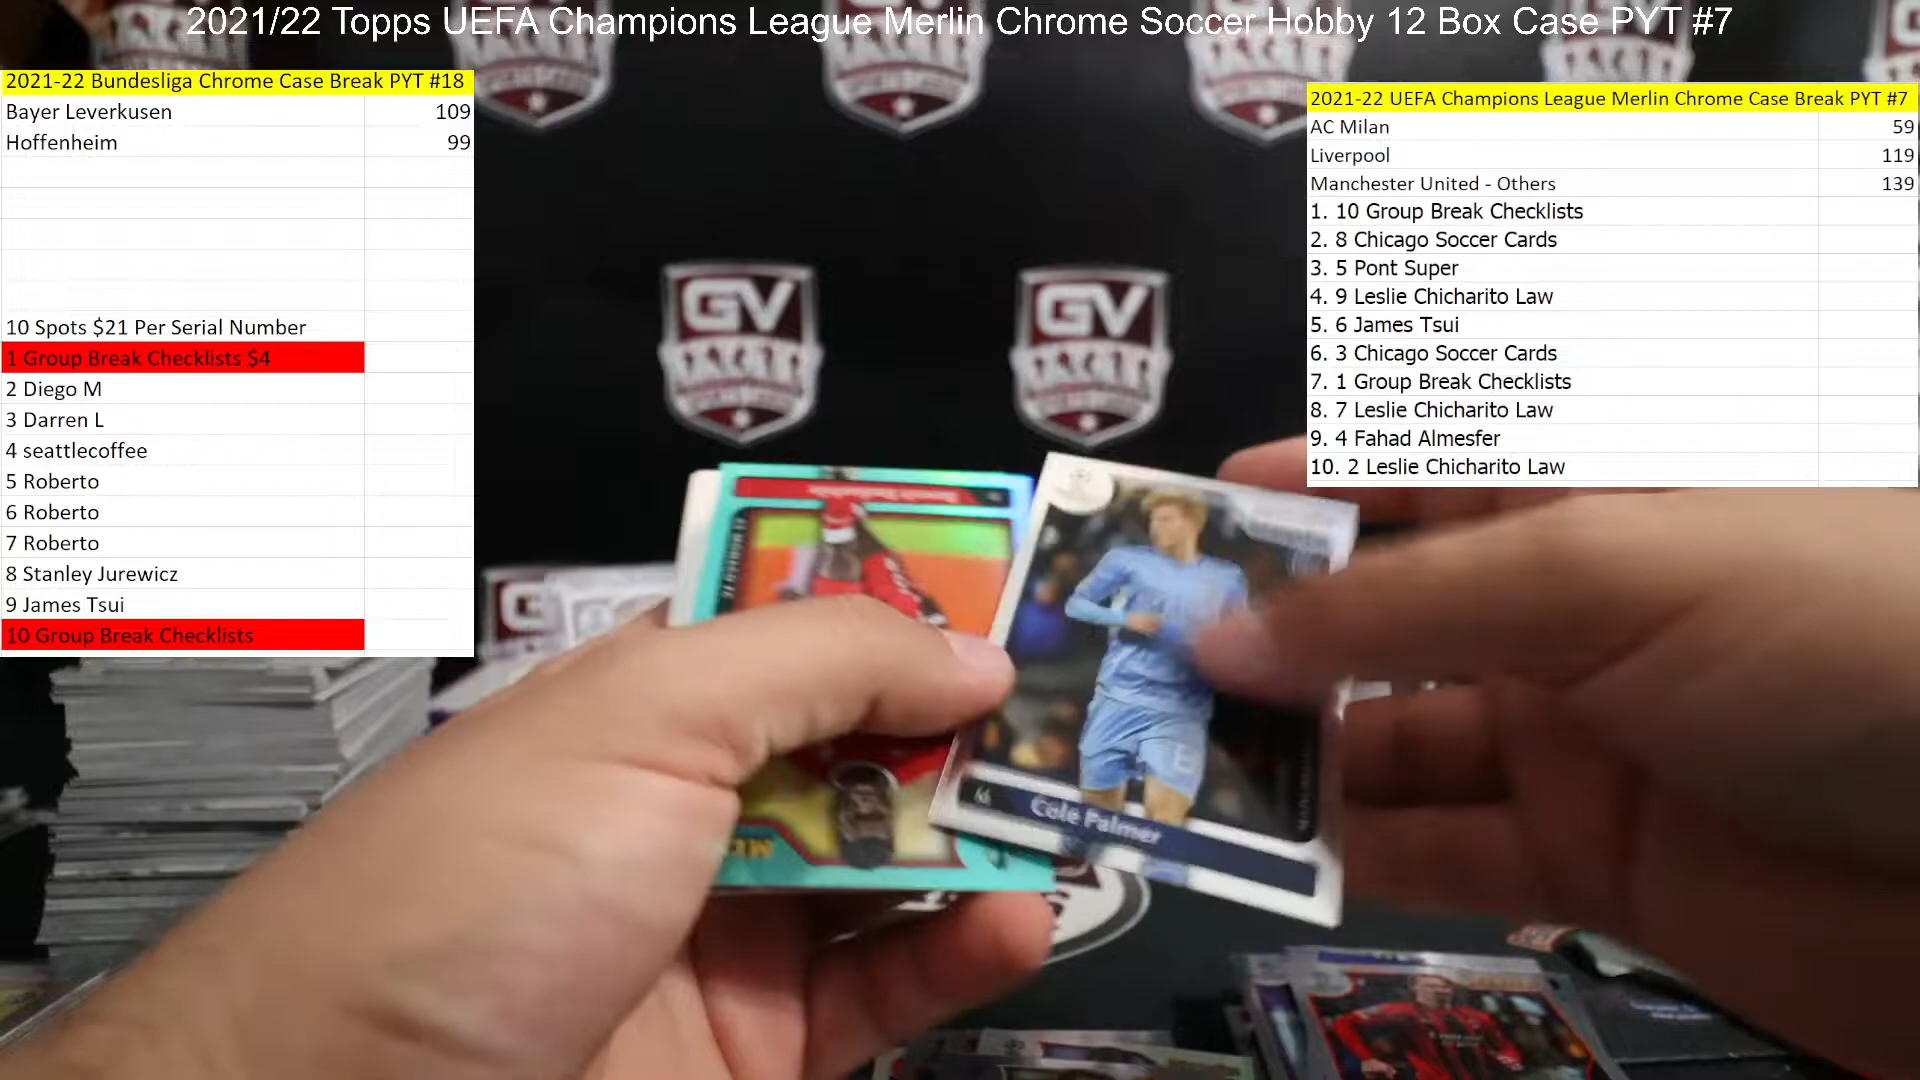 2021/22 Topps UEFA Champions League Merlin Chrome Soccer Hobby 12 Box Case PYT #7
2021-22 Bundesliga Chrome Case Break PYT #18
Bayer Leverkusen 109
Hoffenheim 99
10 Spots $21 Per Serial Number
1 Group Break Checklists $4
2 Diego M
3 Darren L
4 seattlecoffee
5 Roberto
6 Roberto
7 Roberto
8 Stanley Jurewicz
9 James Tsui
10 Group Break Checklists
2021-22 UEFA Champions League Merlin Chrome Case Break PYT #7
AC Milan 59
Liverpool 119
Manchester United - Others 139
1. 10 Group Break Checklists
2. 8 Chicago Soccer Cards
3. 5 Pont Super
4. 9 Leslie Chicharito Law
5. 6 James Tsui
6. 3 Chicago Soccer Cards
7. 1 Group Break Checklists
8. 7 Leslie Chicharito Law
9. 4 Fahad Almesfer
10. 2 Leslie Chicharito Law
GV
GV
Cole Palmer